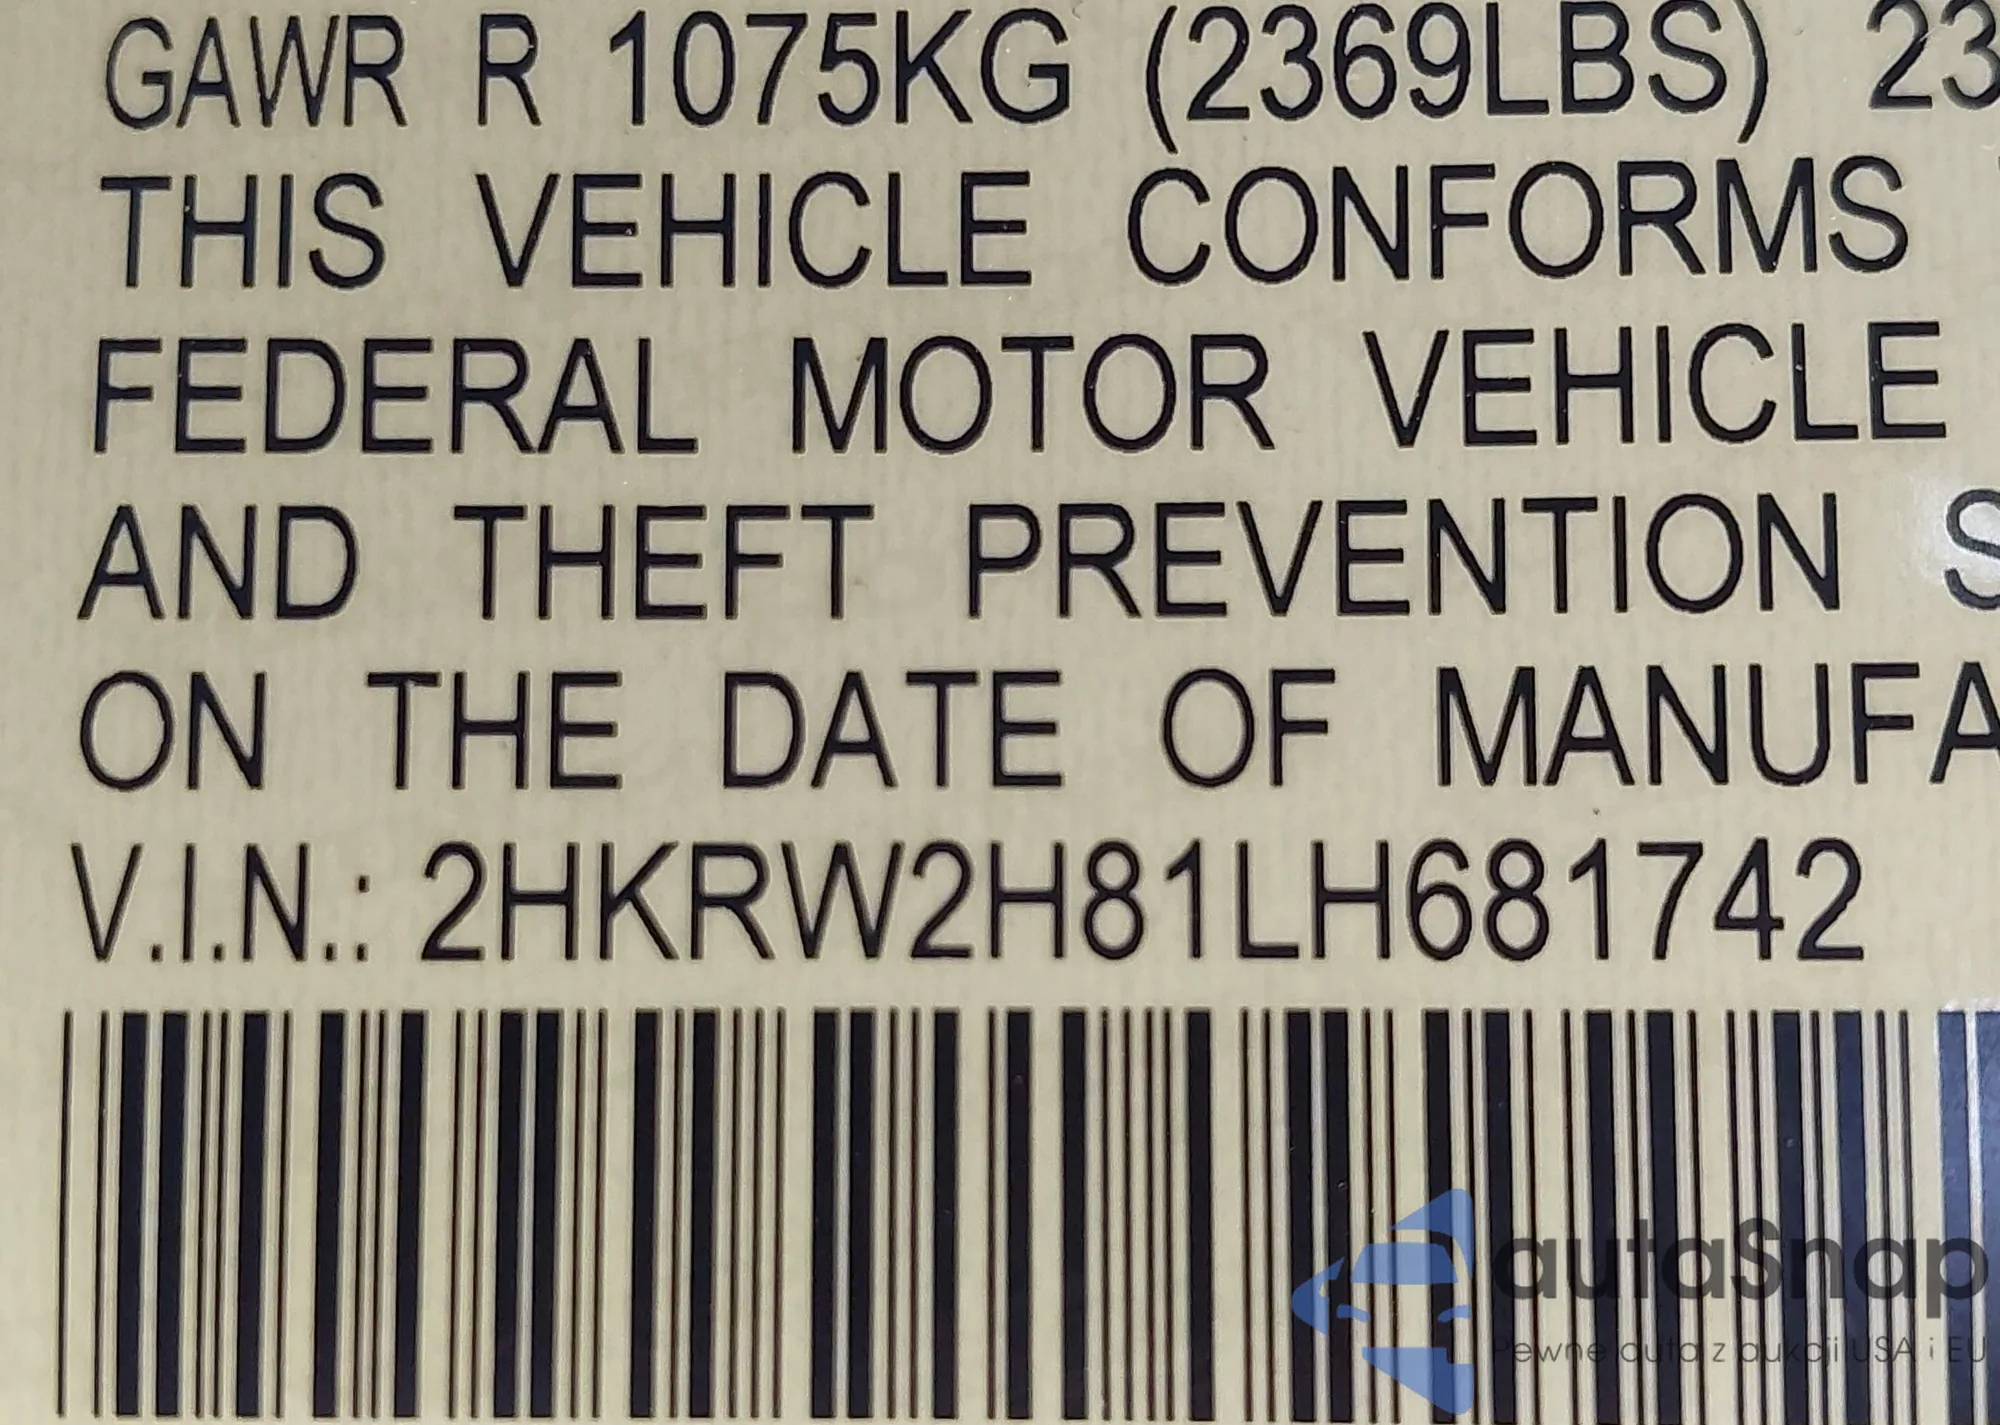 GAWR R 1075KG (2369LBS) 23
THIS VEHICLE CONFORMS
FEDERAL MOTOR VEHICLE
AND THEFT PREVENTION S
ON THE DATE OF MANUFA
V.I.N.: 2HKRW2H81LH681742
autaSnap
Pewne auta z aukcji USA i EU